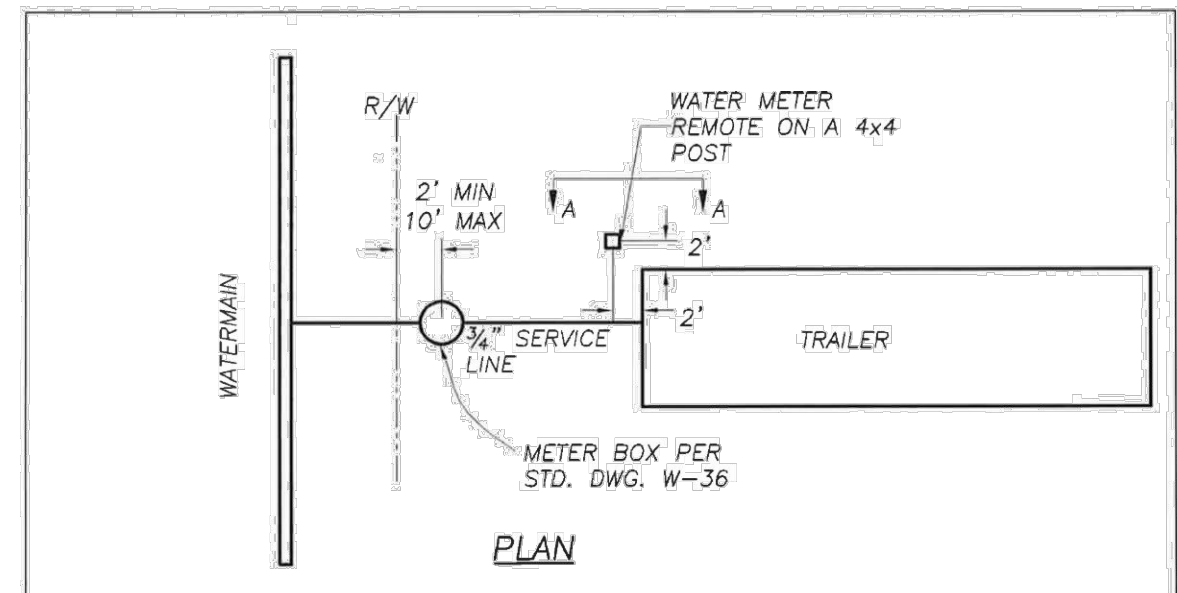 R/W
WATER METER
REMOTE ON A 4x4
POST
2' MIN
10' MAX
A
A
2'
WATERMAIN
2'
3/4" SERVICE
LINE
TRAILER
METER BOX PER
STD. DWG. W-36
PLAN